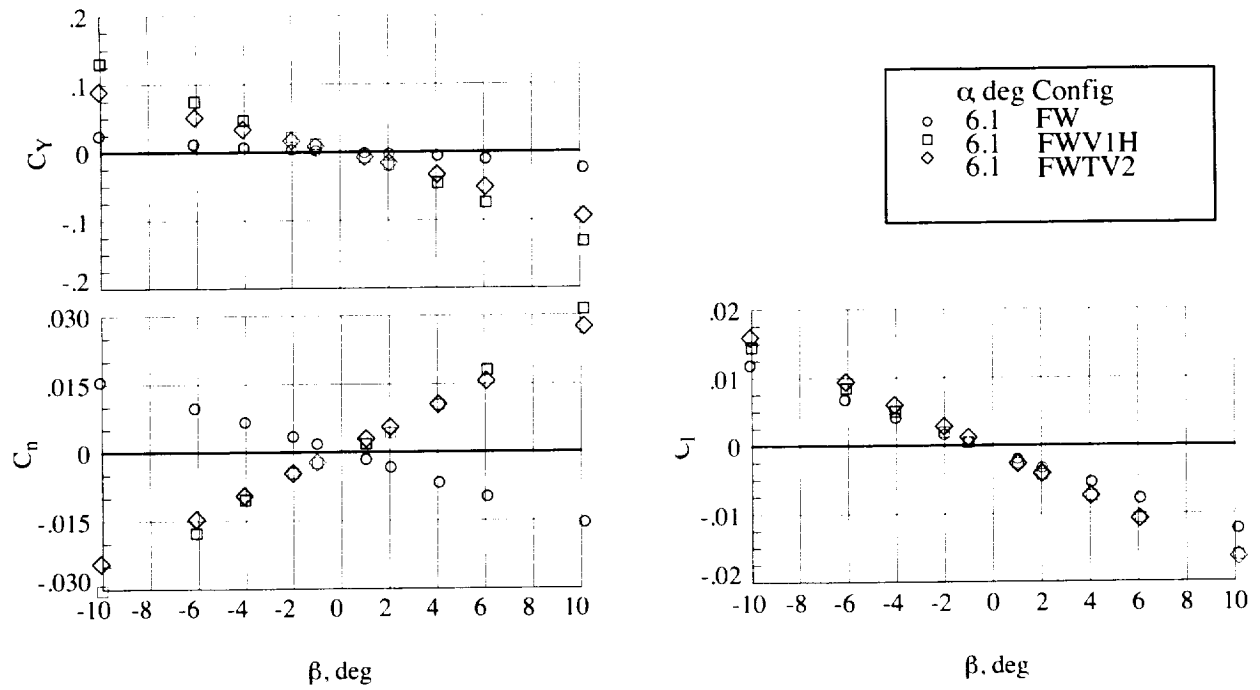 .2
.1
0
-.1
-.2
C_Y
α, deg Config
6.1 FW
6.1 FWV1H
6.1 FWTV2
.030
.015
0
-.015
-.030
C_n
-10 -8 -6 -4 -2 0 2 4 6 8 10
β, deg
.02
.01
0
-.01
-.02
C_l
-10 -8 -6 -4 -2 0 2 4 6 8 10
β, deg